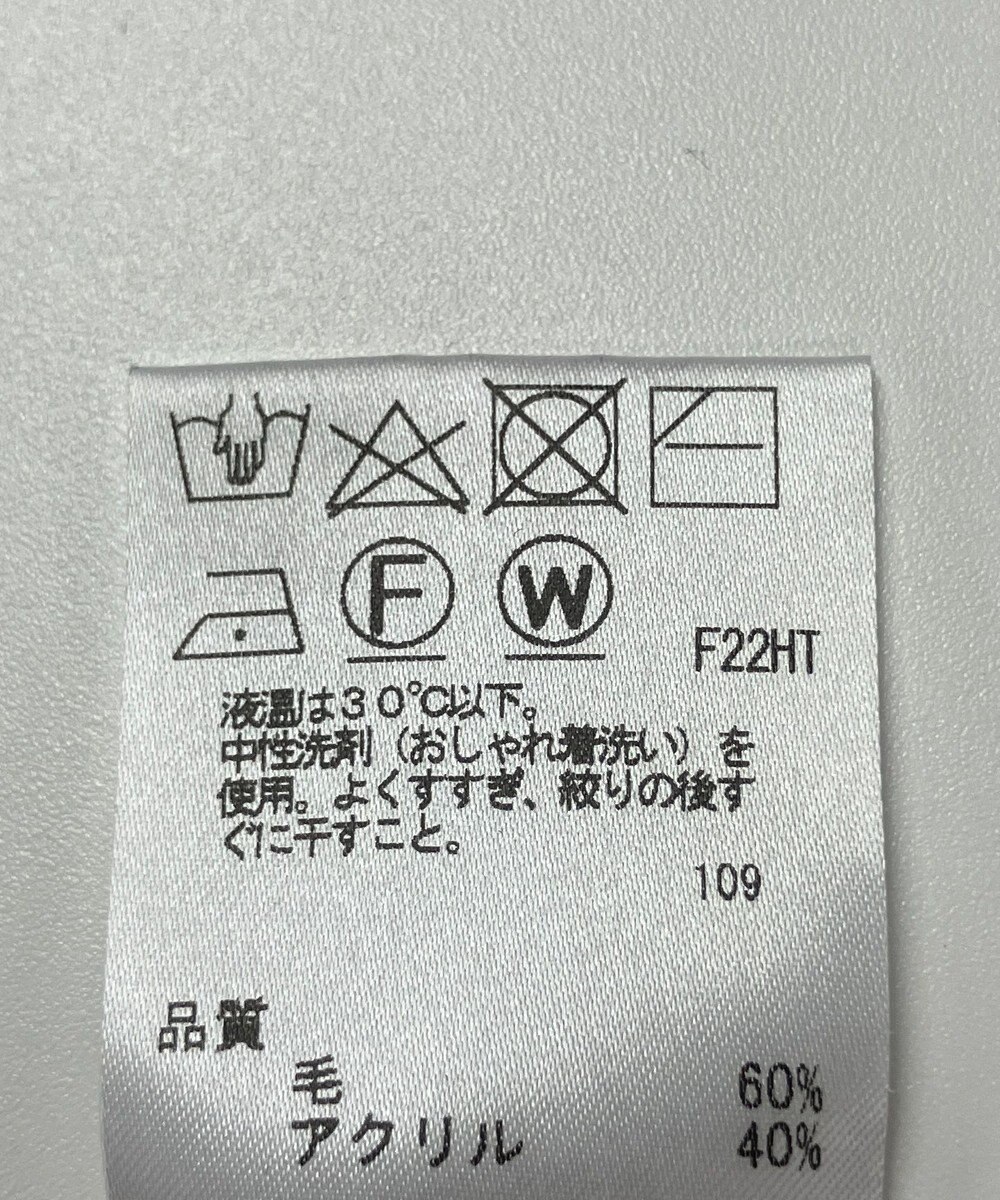 F
W
F22HT
液温は３０℃以下。
中性洗剤（おしゃれ着洗い）を
使用。よくすすぎ、絞りの後す
ぐに干すこと。
109
品質
毛 60%
アクリル 40%